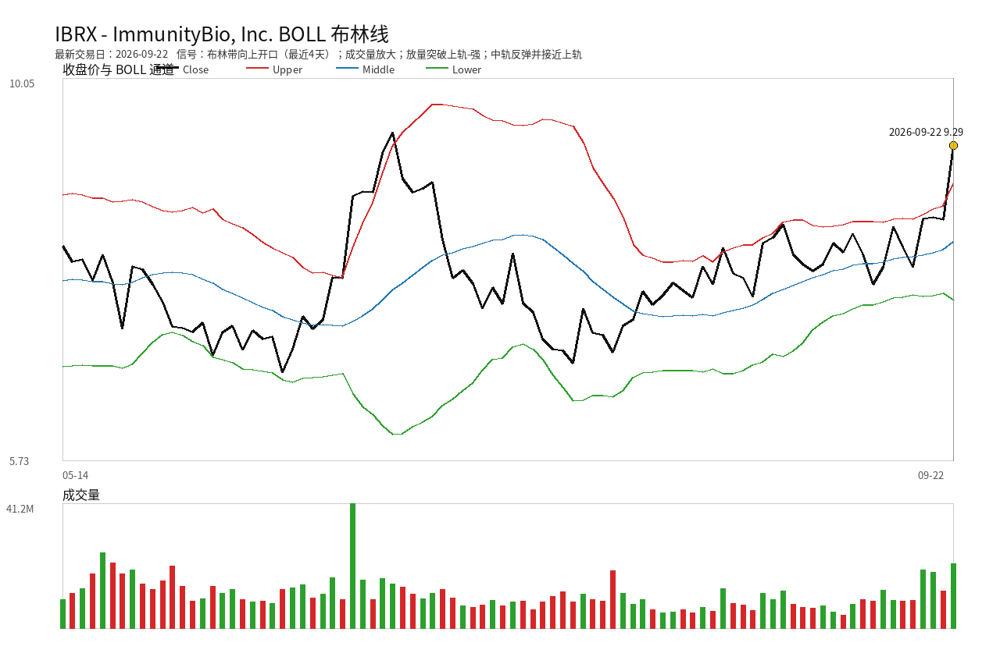 IBRX - ImmunityBio, Inc. BOLL 布林线
最新交易日：2026-09-22 信号：布林带向上开口（最近4天）；成交量放大；放量突破上轨-强；中轨反弹并接近上轨
收盘价与 BOLL 通道 Close Upper Middle Lower
10.05
2026-09-22 9.29
5.73
05-14 09-22
成交量
41.2M